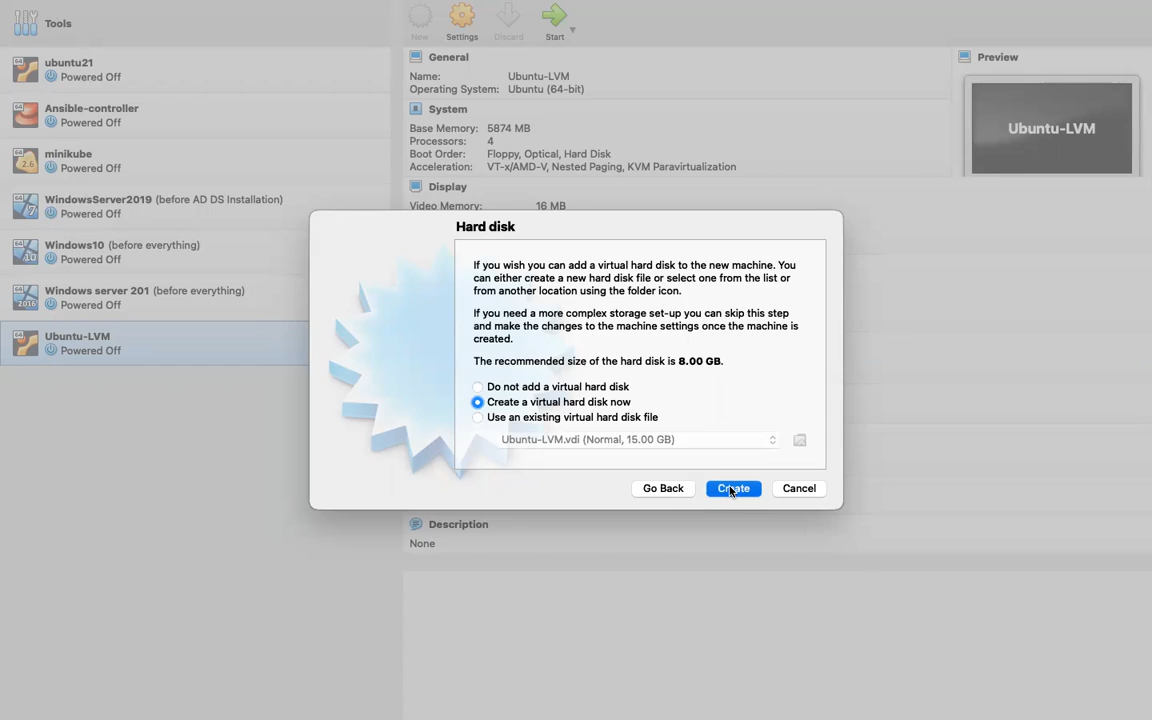 Tools
New Settings Discard Start
ubuntu21
Powered Off
Ansible-controller
Powered Off
minikube
Powered Off
WindowsServer2019 (before AD DS Installation)
Powered Off
Windows10 (before everything)
Powered Off
Windows server 201 (before everything)
Powered Off
Ubuntu-LVM
Powered Off
General
Name: Ubuntu-LVM
Operating System: Ubuntu (64-bit)
System
Base Memory: 5874 MB
Processors: 4
Boot Order: Floppy, Optical, Hard Disk
Acceleration: VT-x/AMD-V, Nested Paging, KVM Paravirtualization
Display
Video Memory: 16 MB
Preview
Ubuntu-LVM
Hard disk
If you wish you can add a virtual hard disk to the new machine. You
can either create a new hard disk file or select one from the list or
from another location using the folder icon.
If you need a more complex storage set-up you can skip this step
and make the changes to the machine settings once the machine is
created.
The recommended size of the hard disk is 8.00 GB.
Do not add a virtual hard disk
Create a virtual hard disk now
Use an existing virtual hard disk file
Ubuntu-LVM.vdi (Normal, 15.00 GB)
Go Back Create Cancel
Description
None